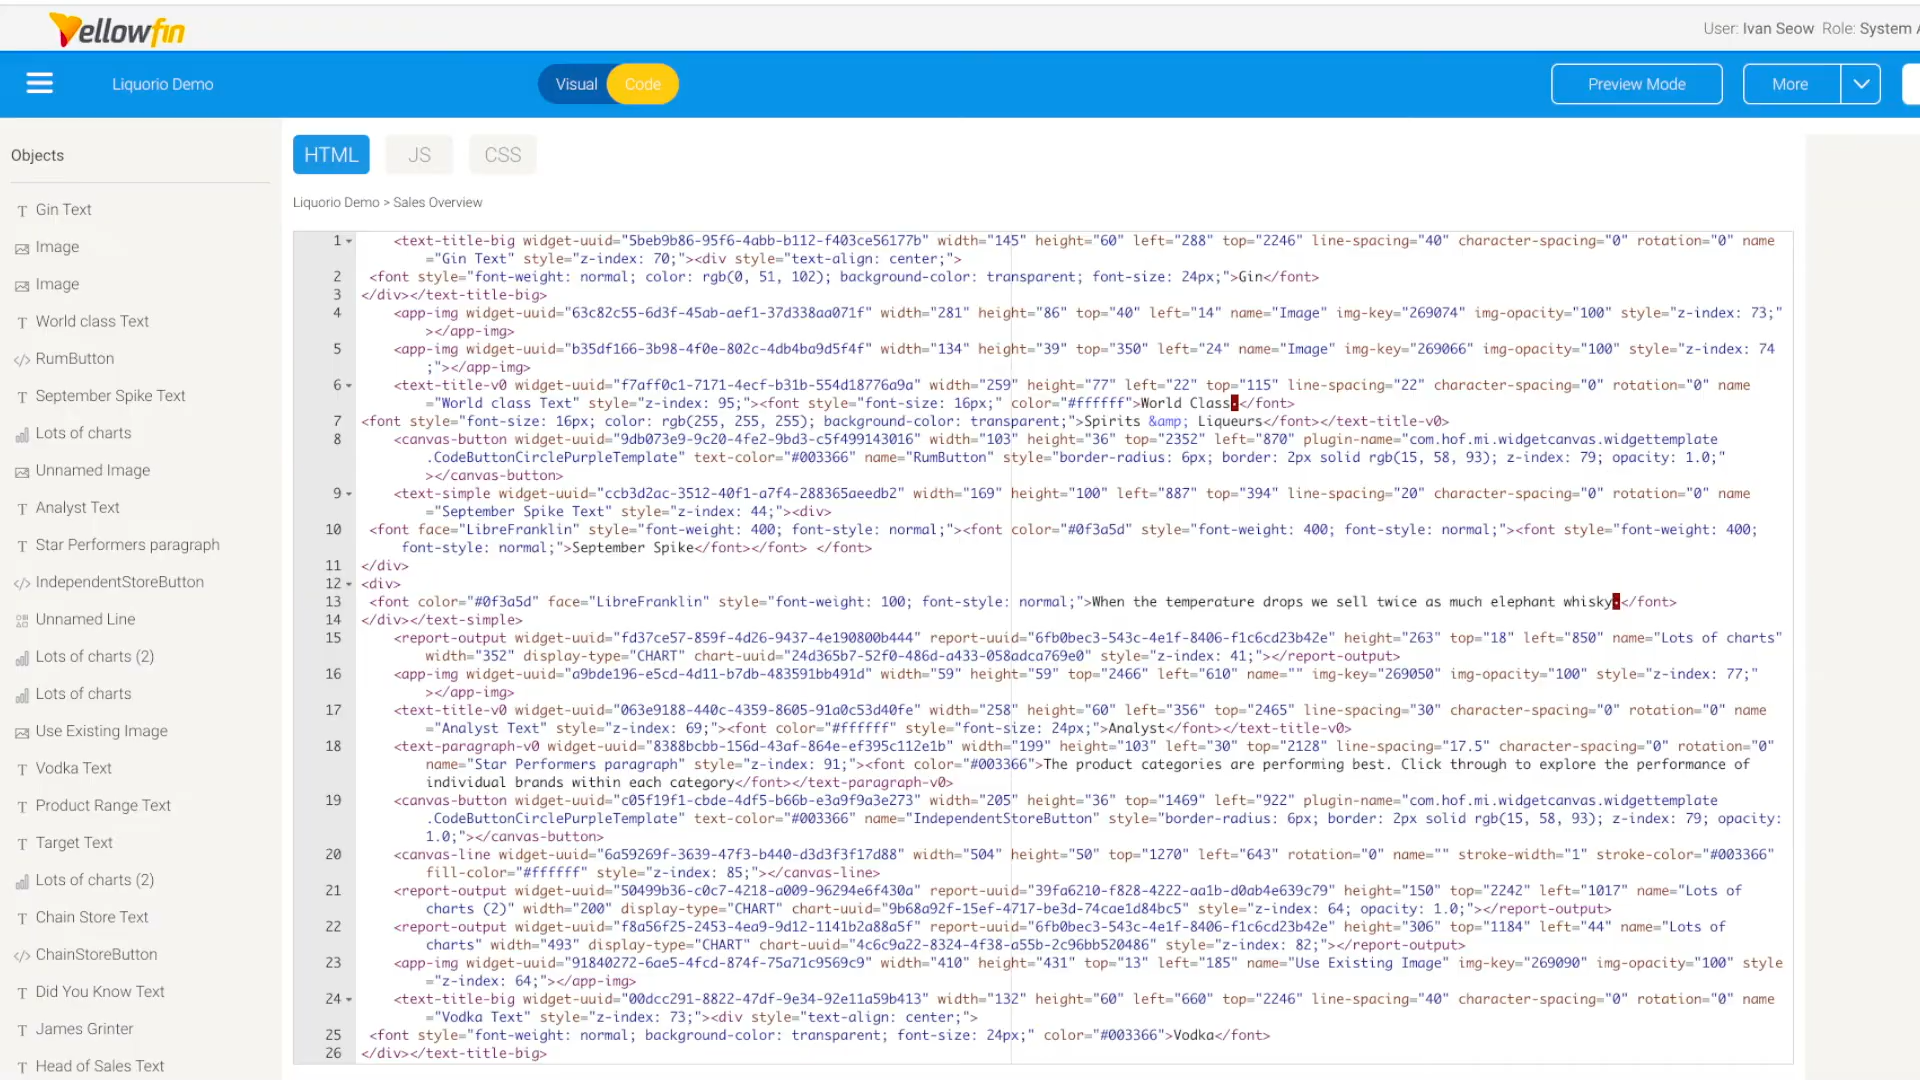 Yellowfin
User: Ivan Seow Role: System A
Liquorio Demo
Visual Code
Preview Mode
More
Objects
Gin Text
Image
Image
World class Text
RumButton
September Spike Text
Lots of charts
Unnamed Image
Analyst Text
Star Performers paragraph
IndependentStoreButton
Unnamed Line
Lots of charts (2)
Lots of charts
Use Existing Image
Vodka Text
Product Range Text
Target Text
Lots of charts (2)
Chain Store Text
ChainStoreButton
Did You Know Text
James Grinter
Head of Sales Text
HTML JS CSS
Liquorio Demo > Sales Overview
1 <text-title-big widget-uuid="5beb9b86-95f6-4abb-b112-f403ce56177b" width="145" height="60" left="288" top="2246" line-spacing="40" character-spacing="0" rotation="0" name
="Gin Text" style="z-index: 70;"><div style="text-align: center;">
2 <font style="font-weight: normal; color: rgb(0, 51, 102); background-color: transparent; font-size: 24px;">Gin</font>
3 </div></text-title-big>
4 <app-img widget-uuid="63c82c55-6d3f-45ab-aef1-37d338aa071f" width="281" height="86" top="40" left="14" name="Image" img-key="269074" img-opacity="100" style="z-index: 73;"
></app-img>
5 <app-img widget-uuid="b35df166-3b98-4f0e-802c-4db4ba9d5f4f" width="134" height="39" top="350" left="24" name="Image" img-key="269066" img-opacity="100" style="z-index: 74
;"></app-img>
6 <text-title-v0 widget-uuid="f7aff0c1-7171-4ecf-b31b-554d18776a9a" width="259" height="77" left="22" top="115" line-spacing="22" character-spacing="0" rotation="0" name
="World class Text" style="z-index: 95;"><font style="font-size: 16px;" color="#ffffff">World Class</font>
7 <font style="font-size: 16px; color: rgb(255, 255, 255); background-color: transparent;">Spirits &amp; Liqueurs</font></text-title-v0>
8 <canvas-button widget-uuid="9db073e9-9c20-4fe2-9bd3-c5f499143016" width="103" height="36" top="2352" left="870" plugin-name="com.hof.mi.widgetcanvas.widgettemplate
.CodeButtonCirclePurpleTemplate" text-color="#003366" name="RumButton" style="border-radius: 6px; border: 2px solid rgb(15, 58, 93); z-index: 79; opacity: 1.0;"
></canvas-button>
9 <text-simple widget-uuid="ccb3d2ac-3512-40f1-a7f4-288365aeedb2" width="169" height="100" left="887" top="394" line-spacing="20" character-spacing="0" rotation="0" name
="September Spike Text" style="z-index: 44;"><div>
10 <font face="LibreFranklin" style="font-weight: 400; font-style: normal;"><font color="#0f3a5d" style="font-weight: 400; font-style: normal;"><font style="font-weight: 400;
font-style: normal;">September Spike</font></font> </font>
11 </div>
12 <div>
13 <font color="#0f3a5d" face="LibreFranklin" style="font-weight: 100; font-style: normal;">When the temperature drops we sell twice as much elephant whisky</font>
14 </div></text-simple>
15 <report-output widget-uuid="fd37ce57-859f-4d26-9437-4e190800b444" report-uuid="6fb0bec3-543c-4e1f-8406-f1c6cd23b42e" height="263" top="18" left="850" name="Lots of charts"
width="352" display-type="CHART" chart-uuid="24d365b7-52f0-486d-a433-058adca769e0" style="z-index: 41;"></report-output>
16 <app-img widget-uuid="a9bde196-e5cd-4d11-b7db-483591bb491d" width="59" height="59" top="2466" left="610" name="" img-key="269050" img-opacity="100" style="z-index: 77;"
></app-img>
17 <text-title-v0 widget-uuid="063e9188-440c-4359-8605-91a0c53d40fe" width="258" height="60" left="356" top="2465" line-spacing="30" character-spacing="0" rotation="0" name
="Analyst Text" style="z-index: 69;"><font color="#ffffff" style="font-size: 24px;">Analyst</font></text-title-v0>
18 <text-paragraph-v0 widget-uuid="8388bcbb-156d-43af-864e-ef395c112e1b" width="199" height="103" left="30" top="2128" line-spacing="17.5" character-spacing="0" rotation="0"
name="Star Performers paragraph" style="z-index: 91;"><font color="#003366">The product categories are performing best. Click through to explore the performance of
individual brands within each category</font></text-paragraph-v0>
19 <canvas-button widget-uuid="c05f19f1-cbde-4df5-b66b-e3a9f9a3e273" width="205" height="36" top="1469" left="922" plugin-name="com.hof.mi.widgetcanvas.widgettemplate
.CodeButtonCirclePurpleTemplate" text-color="#003366" name="IndependentStoreButton" style="border-radius: 6px; border: 2px solid rgb(15, 58, 93); z-index: 79; opacity:
1.0;"></canvas-button>
20 <canvas-line widget-uuid="6a59269f-3639-47f3-b440-d3d3f3f17d88" width="504" height="50" top="1270" left="643" rotation="0" name="" stroke-width="1" stroke-color="#003366"
fill-color="#ffffff" style="z-index: 85;"></canvas-line>
21 <report-output widget-uuid="50499b36-c0c7-4218-a009-96294e6f430a" report-uuid="39fa6210-f828-4222-aa1b-d0ab4e639c79" height="150" top="2242" left="1017" name="Lots of
charts (2)" width="200" display-type="CHART" chart-uuid="9b68a92f-15ef-4717-be3d-74cae1d84bc5" style="z-index: 64; opacity: 1.0;"></report-output>
22 <report-output widget-uuid="f8a56f25-2453-4ea9-9d12-1141b2a88a5f" report-uuid="6fb0bec3-543c-4e1f-8406-f1c6cd23b42e" height="306" top="1184" left="44" name="Lots of
charts" width="493" display-type="CHART" chart-uuid="4c6c9a22-8324-4f38-a55b-2c96bb520486" style="z-index: 82;"></report-output>
23 <app-img widget-uuid="91840272-6ae5-4fcd-874f-75a71c9569c9" width="410" height="431" top="13" left="185" name="Use Existing Image" img-key="269090" img-opacity="100" style
="z-index: 64;"></app-img>
24 <text-title-big widget-uuid="00dcc291-8822-47df-9e34-92e11a59b413" width="132" height="60" left="660" top="2246" line-spacing="40" character-spacing="0" rotation="0" name
="Vodka Text" style="z-index: 73;"><div style="text-align: center;">
25 <font style="font-weight: normal; background-color: transparent; font-size: 24px;" color="#003366">Vodka</font>
26 </div></text-title-big>